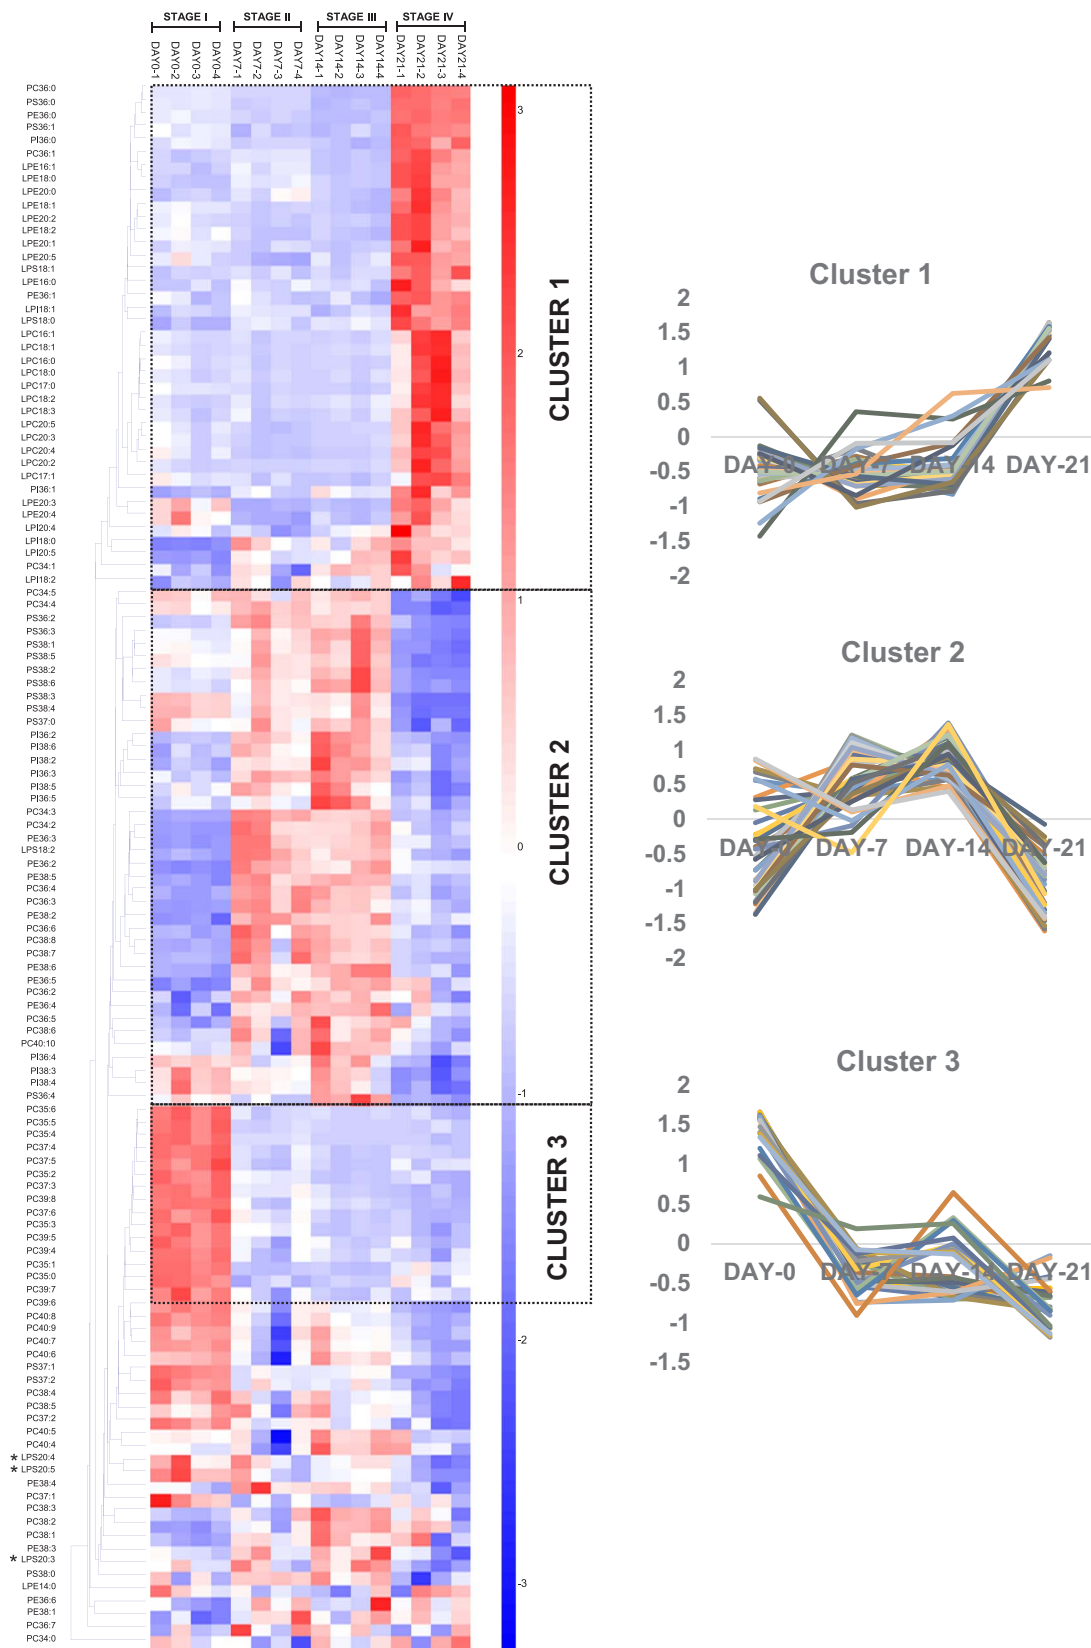 STAGE I STAGE II STAGE III STAGE IV
DAY0-1 DAY0-2 DAY0-3 DAY0-4 DAY7-1 DAY7-2 DAY7-3 DAY7-4 DAY14-1 DAY14-2 DAY14-3 DAY14-4 DAY21-1 DAY21-2 DAY21-3 DAY21-4
PC36:0
PS36:0
PE36:0
PS36:1
PI36:0
PC36:1
LPE16:1
LPE18:0
LPE20:0
LPE18:1
LPE20:2
LPE18:2
LPE20:1
LPE20:5
LPS18:1
LPE16:0
PE36:1
LPI18:1
LPS18:0
LPC16:1
LPC18:1
LPC16:0
LPC18:0
LPC17:0
LPC18:2
LPC18:3
LPC20:5
LPC20:3
LPC20:4
LPC20:2
LPC17:1
PI36:1
LPE20:3
LPE20:4
LPI20:4
LPI18:0
LPI20:5
PC34:1
LPI18:2
PC34:5
PC34:4
PS36:2
PS36:3
PS38:1
PS38:5
PS38:2
PS38:6
PS38:3
PS38:4
PS37:0
PI36:2
PI38:6
PI38:2
PI36:3
PI38:5
PI36:5
PC34:3
PC34:2
PE36:3
LPS18:2
PE36:2
PE38:5
PC36:4
PC36:3
PE38:2
PC36:6
PC38:8
PC38:7
PE38:6
PE36:5
PC36:2
PE36:4
PC36:5
PC38:6
PC40:10
PI36:4
PI38:3
PI38:4
PS36:4
PC35:6
PC35:5
PC35:4
PC37:4
PC37:5
PC35:2
PC37:3
PC39:8
PC37:6
PC35:3
PC39:5
PC39:4
PC35:1
PC35:0
PC39:7
PC39:6
PC40:8
PC40:9
PC40:7
PC40:6
PS37:1
PS37:2
PC38:4
PC38:5
PC37:2
PC40:5
PC40:4
* LPS20:4
* LPS20:5
PE38:4
PC37:1
PC38:3
PC38:2
PC38:1
PE38:3
* LPS20:3
PS38:0
LPE14:0
PE36:6
PE38:1
PC36:7
PC34:0
CLUSTER 1
CLUSTER 2
CLUSTER 3
3
2
1
0
-1
-2
-3
Cluster 1
2
1.5
1
0.5
0
-0.5
-1
-1.5
-2
DAY-0 DAY-7 DAY-14 DAY-21
Cluster 2
2
1.5
1
0.5
0
-0.5
-1
-1.5
-2
DAY-0 DAY-7 DAY-14 DAY-21
Cluster 3
2
1.5
1
0.5
0
-0.5
-1
-1.5
DAY-0 DAY-7 DAY-14 DAY-21